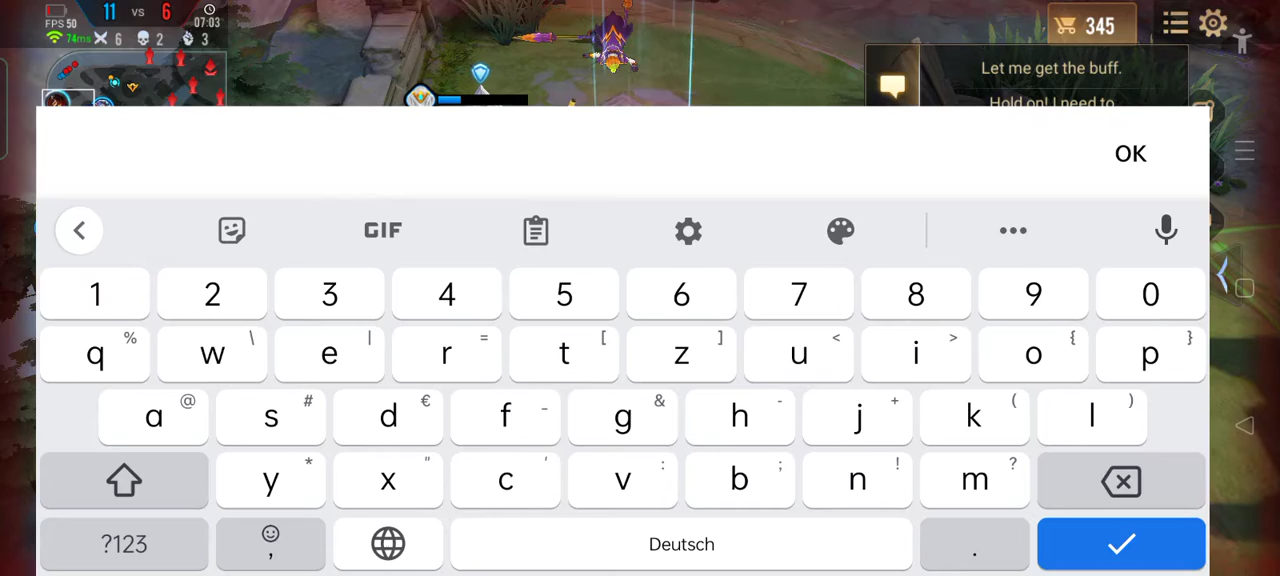 11 vs 6
FPS 50
07:03
74ms 6 2 3
345
Let me get the buff.
Hold on! I need to
OK
GIF
1 2 3 4 5 6 7 8 9 0
% \ | = [ ] < > { }
q w e r t z u i o p
@ # € _ & - + ( )
a s d f g h j k l
* " ' : ; ! ?
y x c v b n m
?123 , Deutsch .